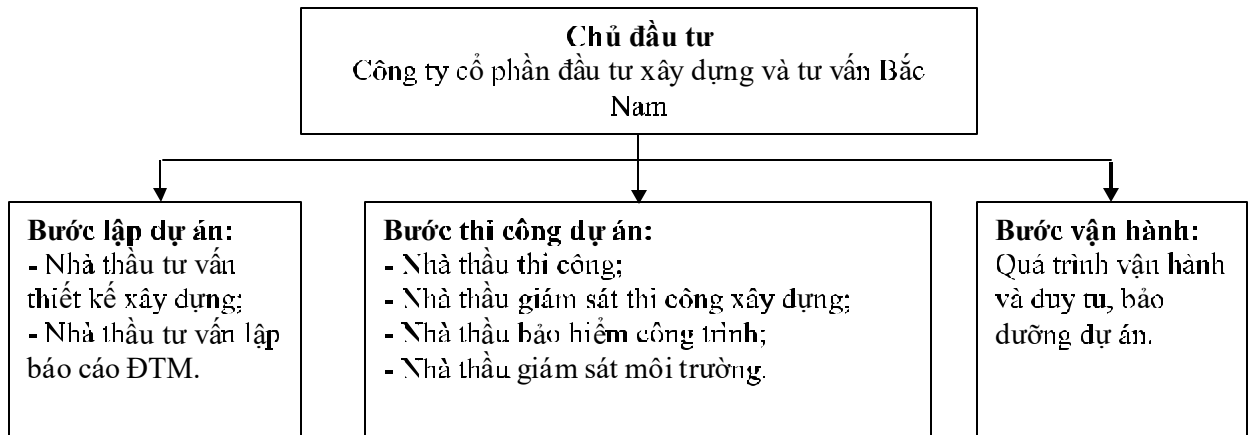 Chủ đầu tư
Công ty cổ phần đầu tư xây dựng và tư vấn Bắc
Nam
Bước lập dự án:
- Nhà thầu tư vấn
thiết kế xây dựng;
- Nhà thầu tư vấn lập
báo cáo ĐTM.
Bước thi công dự án:
- Nhà thầu thi công;
- Nhà thầu giám sát thi công xây dựng;
- Nhà thầu bảo hiểm công trình;
- Nhà thầu giám sát môi trường.
Bước vận hành:
Quá trình vận hành
và duy tu, bảo
dưỡng dự án.